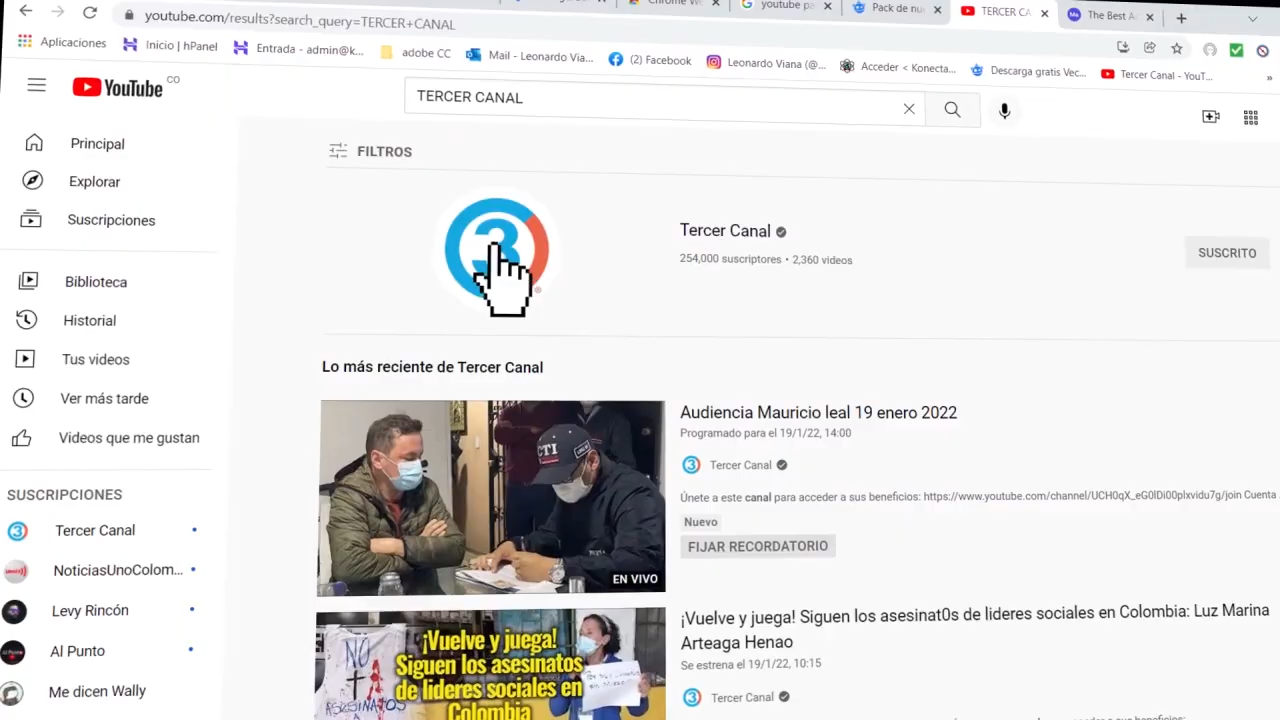 Chrome We
youtube pa
Pack de nu
TERCER CA
The Best A
youtube.com/results?search_query=TERCER+CANAL
Aplicaciones
Inicio | hPanel
Entrada - admin@k...
adobe CC
Mail - Leonardo Via...
(2) Facebook
Leonardo Viana (@...
Acceder < Konecta...
Descarga gratis Vec...
Tercer Canal - YouT...
»
YouTube CO
TERCER CANAL
Principal
Explorar
Suscripciones
Biblioteca
Historial
Tus videos
Ver más tarde
Videos que me gustan
SUSCRIPCIONES
Tercer Canal
NoticiasUnoColom...
Levy Rincón
Al Punto
Me dicen Wally
FILTROS
3
Tercer Canal
254,000 suscriptores • 2,360 videos
SUSCRITO
Lo más reciente de Tercer Canal
CTI
EN VIVO
Audiencia Mauricio leal 19 enero 2022
Programado para el 19/1/22, 14:00
Tercer Canal
Únete a este canal para acceder a sus beneficios: https://www.youtube.com/channel/UCH0qX_eG0lDi00plxvidu7g/join Cuenta
Nuevo
FIJAR RECORDATORIO
NO
ASESINATOS
¡Vuelve y juega!
Siguen los asesinatos
de lideres sociales en
Colombia
¡Vuelve y juega! Siguen los asesinat0s de lideres sociales en Colombia: Luz Marina
Arteaga Henao
Se estrena el 19/1/22, 10:15
Tercer Canal